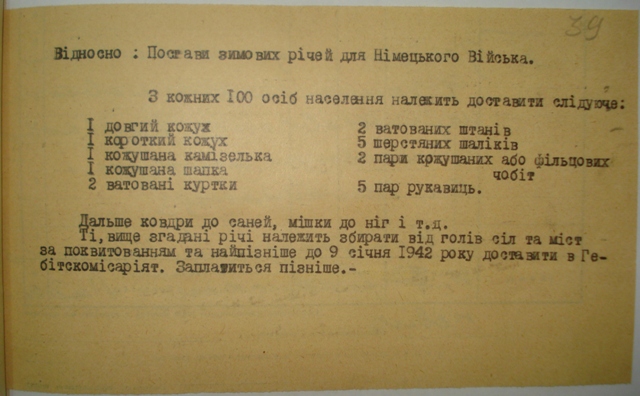 39
Відносно : Постави зимових річей для Німецького Війська.
З кожних I00 осіб населення належить доставити слідуюче:
I довгий кожух
I короткий кожух
I кожушана камізелька
I кожушана шапка
2 ватовані куртки
2 ватованих штанів
5 шерстяних шаліків
2 пари кожушаних або фільцових
чобіт
5 пар рукавиць.
Дальше ковдри до саней, мішки до ніг і т.д.
Ті, вище згадані річі належить збирати від голів сіл та міст
за поквитованням та найпізніше до 9 січня 1942 року доставити в Ге-
бітскомісаріят. Заплатиться пізніше.-